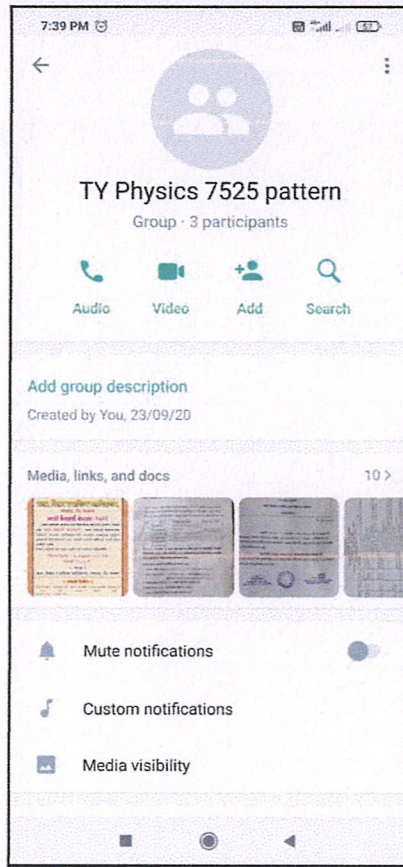 7:39 PM
57
TY Physics 7525 pattern
Group · 3 participants
Audio Video Add Search
Add group description
Created by You, 23/09/20
Media, links, and docs 10 >
Mute notifications
Custom notifications
Media visibility